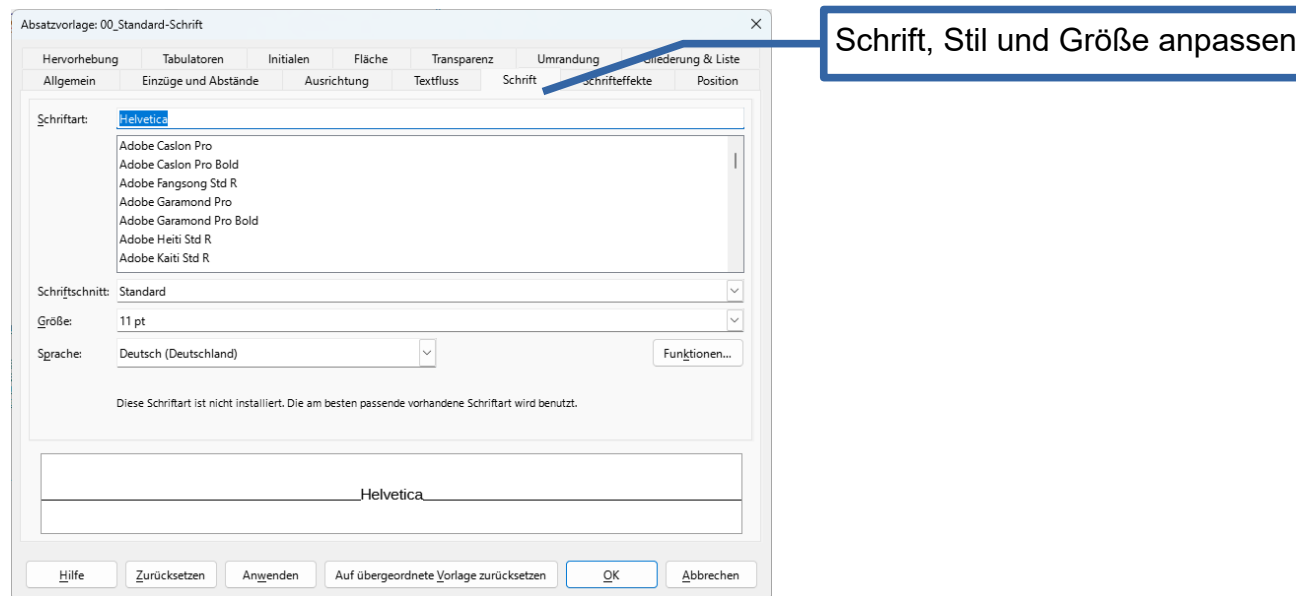 Absatzvorlage: 00_Standard-Schrift
Schrift, Stil und Größe anpassen
Hervorhebung Tabulatoren Initialen Fläche Transparenz Umrandung Gliederung & Liste
Allgemein Einzüge und Abstände Ausrichtung Textfluss Schrift Schrifteffekte Position
Schriftart: Helvetica
Adobe Caslon Pro
Adobe Caslon Pro Bold
Adobe Fangsong Std R
Adobe Garamond Pro
Adobe Garamond Pro Bold
Adobe Heiti Std R
Adobe Kaiti Std R
Schriftschnitt: Standard
Größe: 11 pt
Sprache: Deutsch (Deutschland) Funktionen...
Diese Schriftart ist nicht installiert. Die am besten passende vorhandene Schriftart wird benutzt.
Helvetica
Hilfe Zurücksetzen Anwenden Auf übergeordnete Vorlage zurücksetzen OK Abbrechen